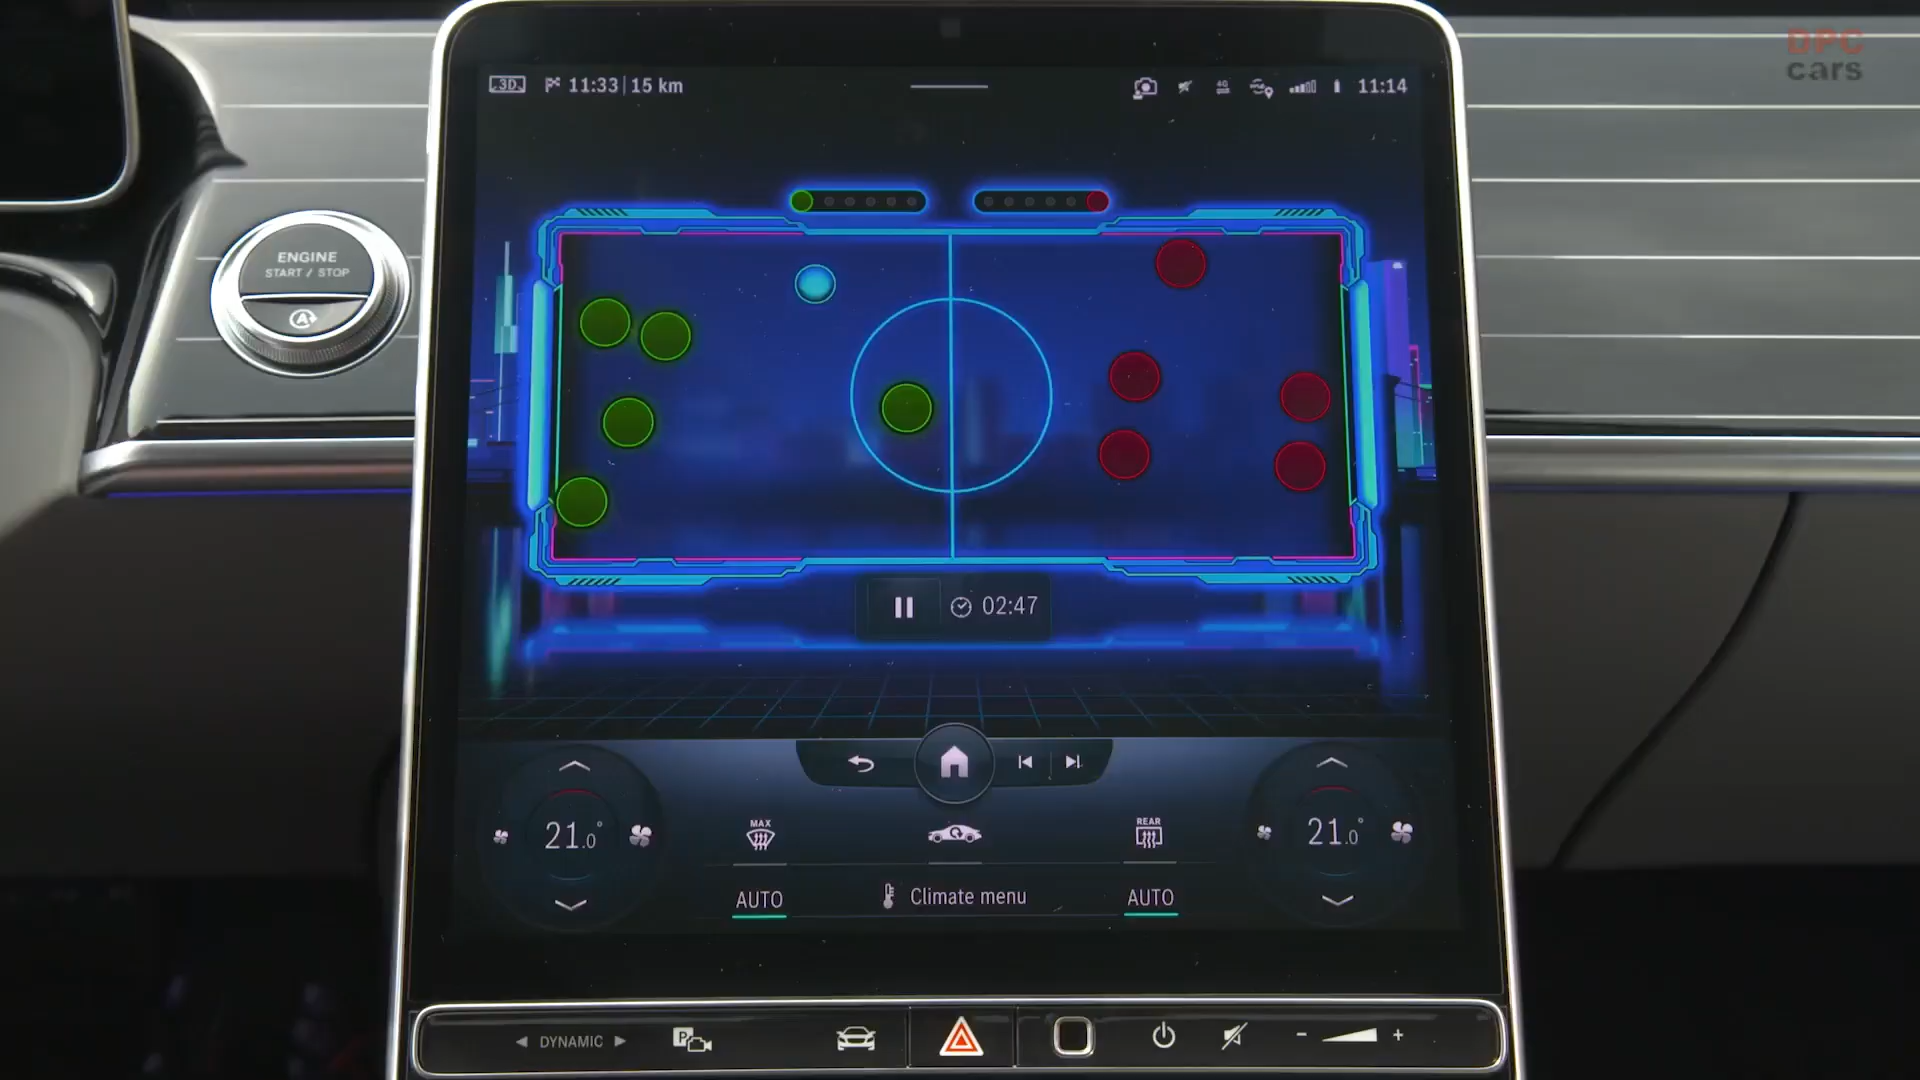 DPC
cars
3D 11:33 | 15 km
4G
11:14
ENGINE
START / STOP
A
02:47
21.0°
MAX
REAR
21.0°
AUTO
Climate menu
AUTO
DYNAMIC
P
- +